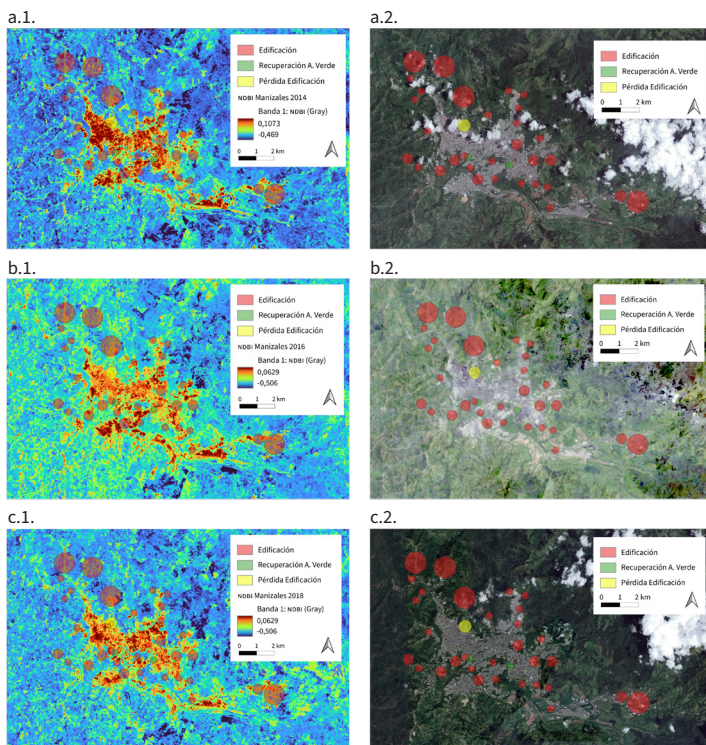 a.1.
Edificación
Recuperación A. Verde
Pérdida Edificación
NDBI Manizales 2014
Banda 1: NDBI (Gray)
0,1073
-0,469
0 1 2 km
a.2.
Edificación
Recuperación A. Verde
Pérdida Edificación
0 1 2 km
b.1.
Edificación
Recuperación A. Verde
Pérdida Edificación
NDBI Manizales 2016
Banda 1: NDBI (Gray)
0,0629
-0,506
0 1 2 km
b.2.
Edificación
Recuperación A. Verde
Pérdida Edificación
0 1 2 km
c.1.
Edificación
Recuperación A. Verde
Pérdida Edificación
NDBI Manizales 2018
Banda 1: NDBI (Gray)
0,0629
-0,506
0 1 2 km
c.2.
Edificación
Recuperación A. Verde
Pérdida Edificación
0 1 2 km